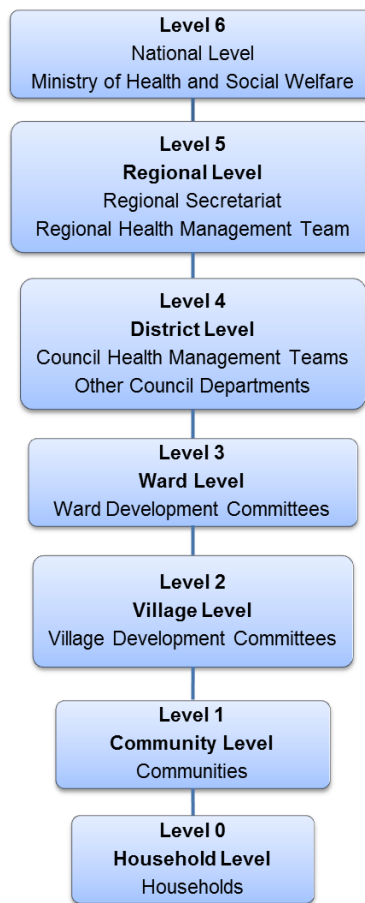 Level 6
National Level
Ministry of Health and Social Welfare
Level 5
Regional Level
Regional Secretariat
Regional Health Management Team
Level 4
District Level
Council Health Management Teams
Other Council Departments
Level 3
Ward Level
Ward Development Committees
Level 2
Village Level
Village Development Committees
Level 1
Community Level
Communities
Level 0
Household Level
Households